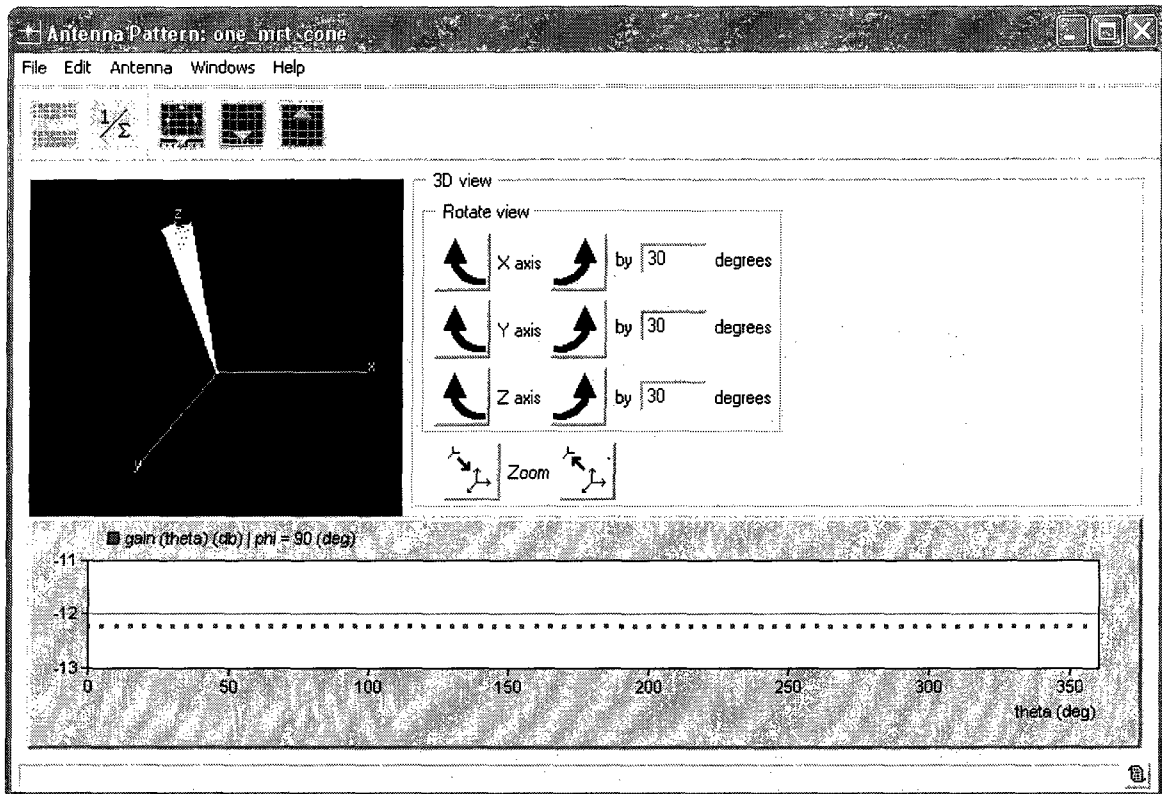 Antenna Pattern: one_mrt_cone
File Edit Antenna Windows Help
1/Σ
3D view
Rotate view
X axis by 30 degrees
Y axis by 30 degrees
Z axis by 30 degrees
Zoom
z
x
y
gain (theta) (db) | phi = 90 (deg)
-11
-12
-13
0 50 100 150 200 250 300 350
theta (deg)